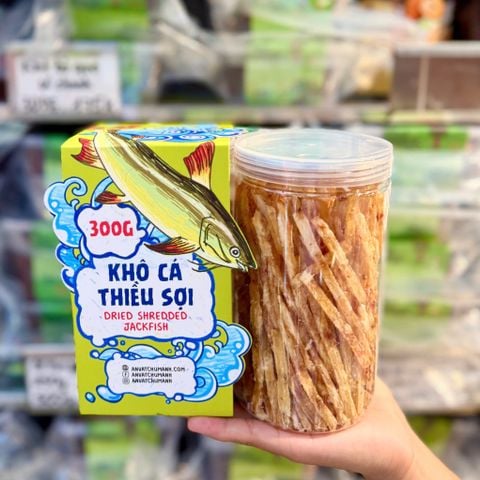 300G
KHÔ CÁ
THIỀU SỢI
DRIED SHREDDED
JACKFISH
ANVATCHUMANH.COM
ANVATCHUMANH
ANVATCHUMANH